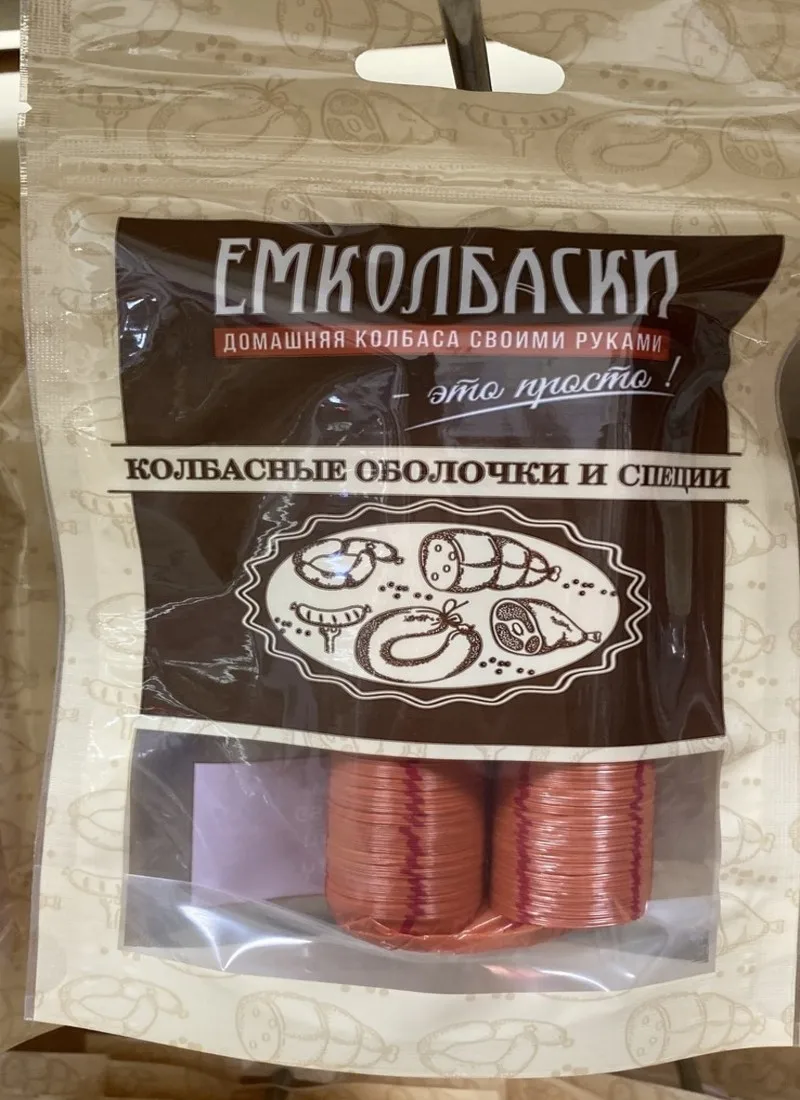 ЕМКОЛБАСКИ
ДОМАШНЯЯ КОЛБАСА СВОИМИ РУКАМИ
- это просто!
КОЛБАСНЫЕ ОБОЛОЧКИ И СПЕЦИИ